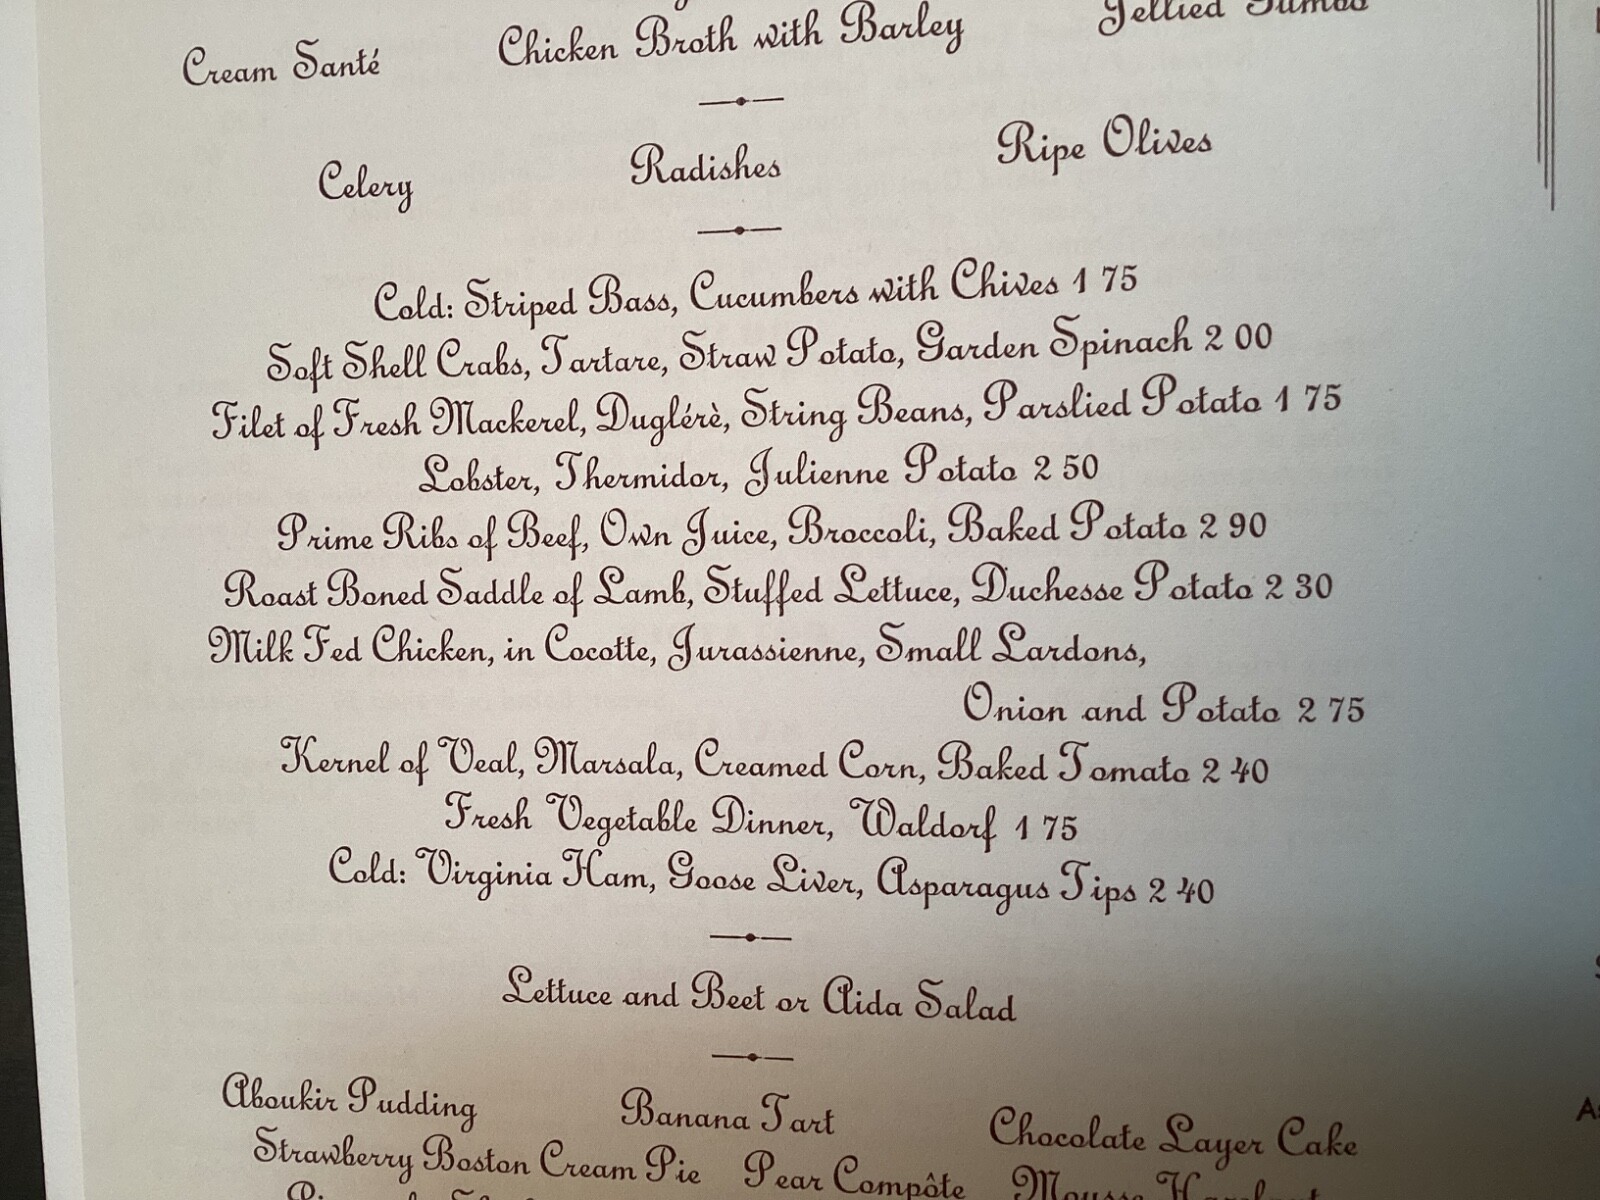 Cream Santé Chicken Broth with Barley Jellied Gumbo
Celery Radishes Ripe Olives
Cold: Striped Bass, Cucumbers with Chives 1 75
Soft Shell Crabs, Tartare, Straw Potato, Garden Spinach 2 00
Filet of Fresh Mackerel, Duglérè, String Beans, Parslied Potato 1 75
Lobster, Thermidor, Julienne Potato 2 50
Prime Ribs of Beef, Own Juice, Broccoli, Baked Potato 2 90
Roast Boned Saddle of Lamb, Stuffed Lettuce, Duchesse Potato 2 30
Milk Fed Chicken, in Cocotte, Jurassienne, Small Lardons,
Onion and Potato 2 75
Kernel of Veal, Marsala, Creamed Corn, Baked Tomato 2 40
Fresh Vegetable Dinner, Waldorf 1 75
Cold: Virginia Ham, Goose Liver, Asparagus Tips 2 40
Lettuce and Beet or Aida Salad
Aboukir Pudding Banana Tart Chocolate Layer Cake
Strawberry Boston Cream Pie Pear Compôte Mousse Hazelnut